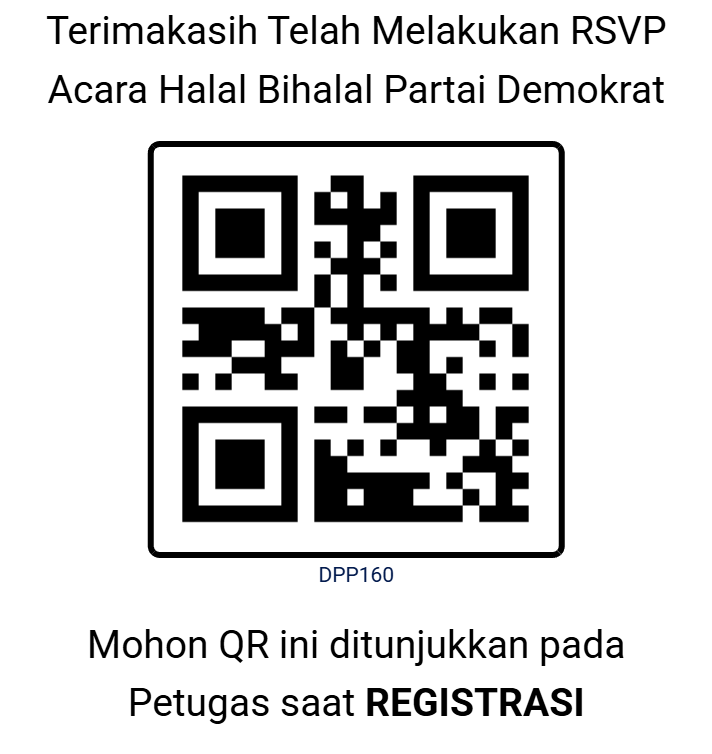 Terimakasih Telah Melakukan RSVP
Acara Halal Bihalal Partai Demokrat
DPP160
Mohon QR ini ditunjukkan pada
Petugas saat REGISTRASI